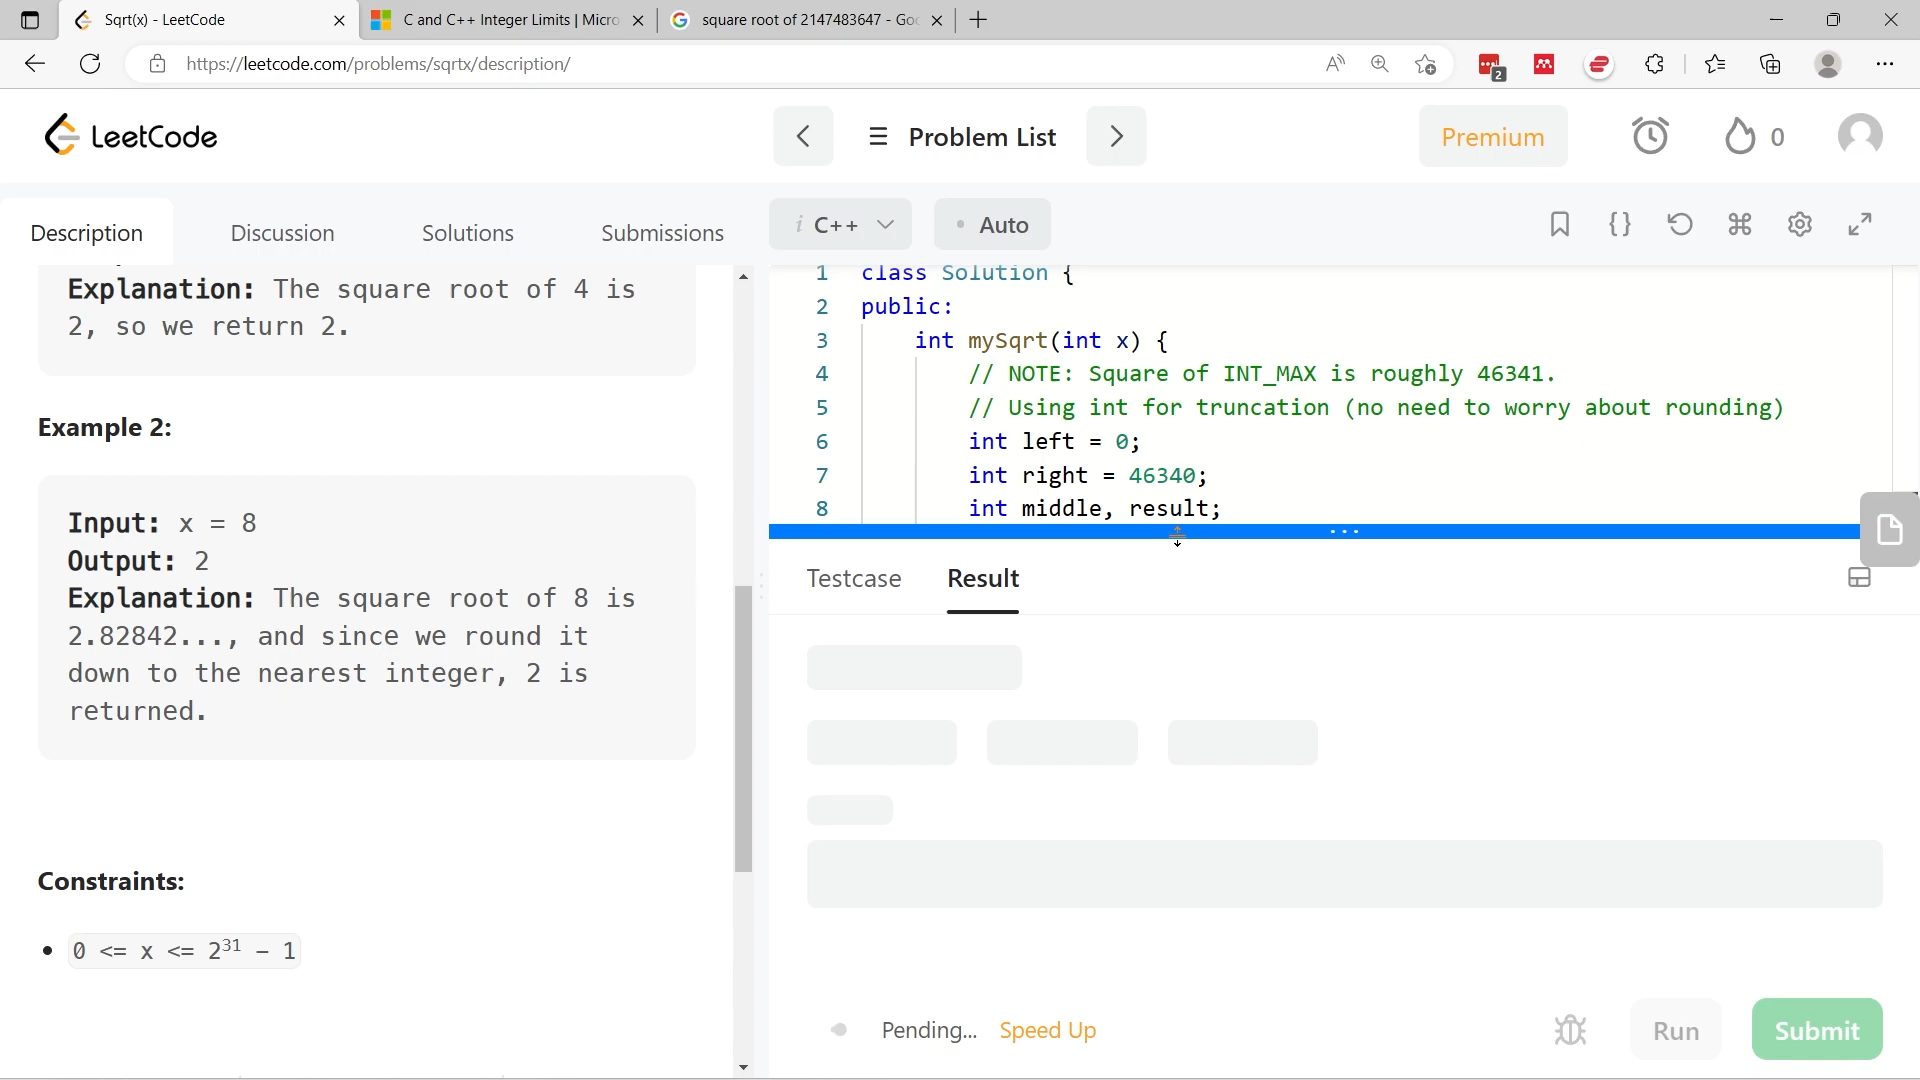 Sqrt(x) - LeetCode
C and C++ Integer Limits | Micro
square root of 2147483647 - Goo
https://leetcode.com/problems/sqrtx/description/
2
LeetCode
Problem List
Premium
0
Description
Discussion
Solutions
Submissions
i C++
Auto
Explanation: The square root of 4 is
2, so we return 2.
Example 2:
Input: x = 8
Output: 2
Explanation: The square root of 8 is
2.82842..., and since we round it
down to the nearest integer, 2 is
returned.
Constraints:
0 <= x <= 2³¹ - 1
1 class Solution {
2 public:
3 int mySqrt(int x) {
4 // NOTE: Square of INT_MAX is roughly 46341.
5 // Using int for truncation (no need to worry about rounding)
6 int left = 0;
7 int right = 46340;
8 int middle, result;
Testcase
Result
Pending...
Speed Up
Run
Submit